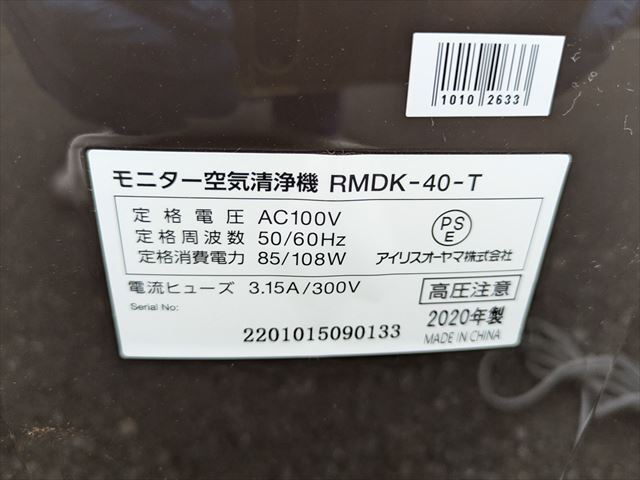 1010 2633
モニター空気清浄機 RMDK-40-T
定格電圧 AC100V
定格周波数 50/60Hz
定格消費電力 85/108W
PSE
アイリスオーヤマ株式会社
電流ヒューズ 3.15A/300V
高圧注意
Serial No:
2201015090133
2020年製
MADE IN CHINA